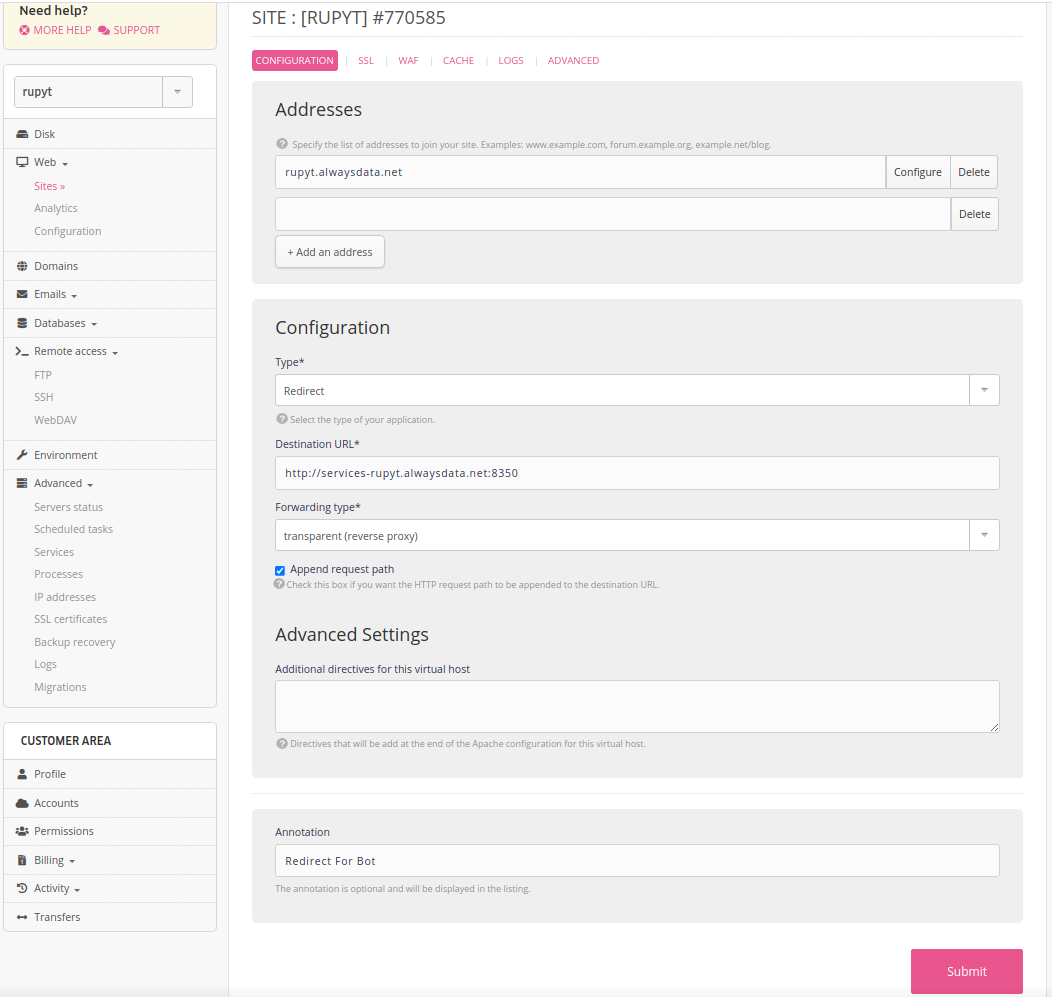 Need help?
MORE HELP SUPPORT
rupyt
Disk
Web
Sites »
Analytics
Configuration
Domains
Emails
Databases
Remote access
FTP
SSH
WebDAV
Environment
Advanced
Servers status
Scheduled tasks
Services
Processes
IP addresses
SSL certificates
Backup recovery
Logs
Migrations
CUSTOMER AREA
Profile
Accounts
Permissions
Billing
Activity
Transfers
SITE : [RUPYT] #770585
CONFIGURATION | SSL | WAF | CACHE | LOGS | ADVANCED
Addresses
Specify the list of addresses to join your site. Examples: www.example.com, forum.example.org, example.net/blog.
rupyt.alwaysdata.net Configure Delete
Delete
+ Add an address
Configuration
Type*
Redirect
Select the type of your application.
Destination URL*
http://services-rupyt.alwaysdata.net:8350
Forwarding type*
transparent (reverse proxy)
Append request path
Check this box if you want the HTTP request path to be appended to the destination URL.
Advanced Settings
Additional directives for this virtual host
Directives that will be add at the end of the Apache configuration for this virtual host.
Annotation
Redirect For Bot
The annotation is optional and will be displayed in the listing.
Submit